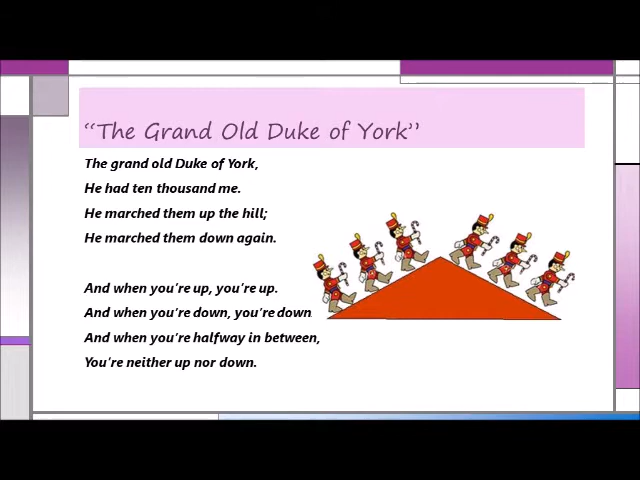 “The Grand Old Duke of York”
The grand old Duke of York,
He had ten thousand me.
He marched them up the hill;
He marched them down again.
And when you're up, you're up.
And when you're down, you're down
And when you're halfway in between,
You're neither up nor down.